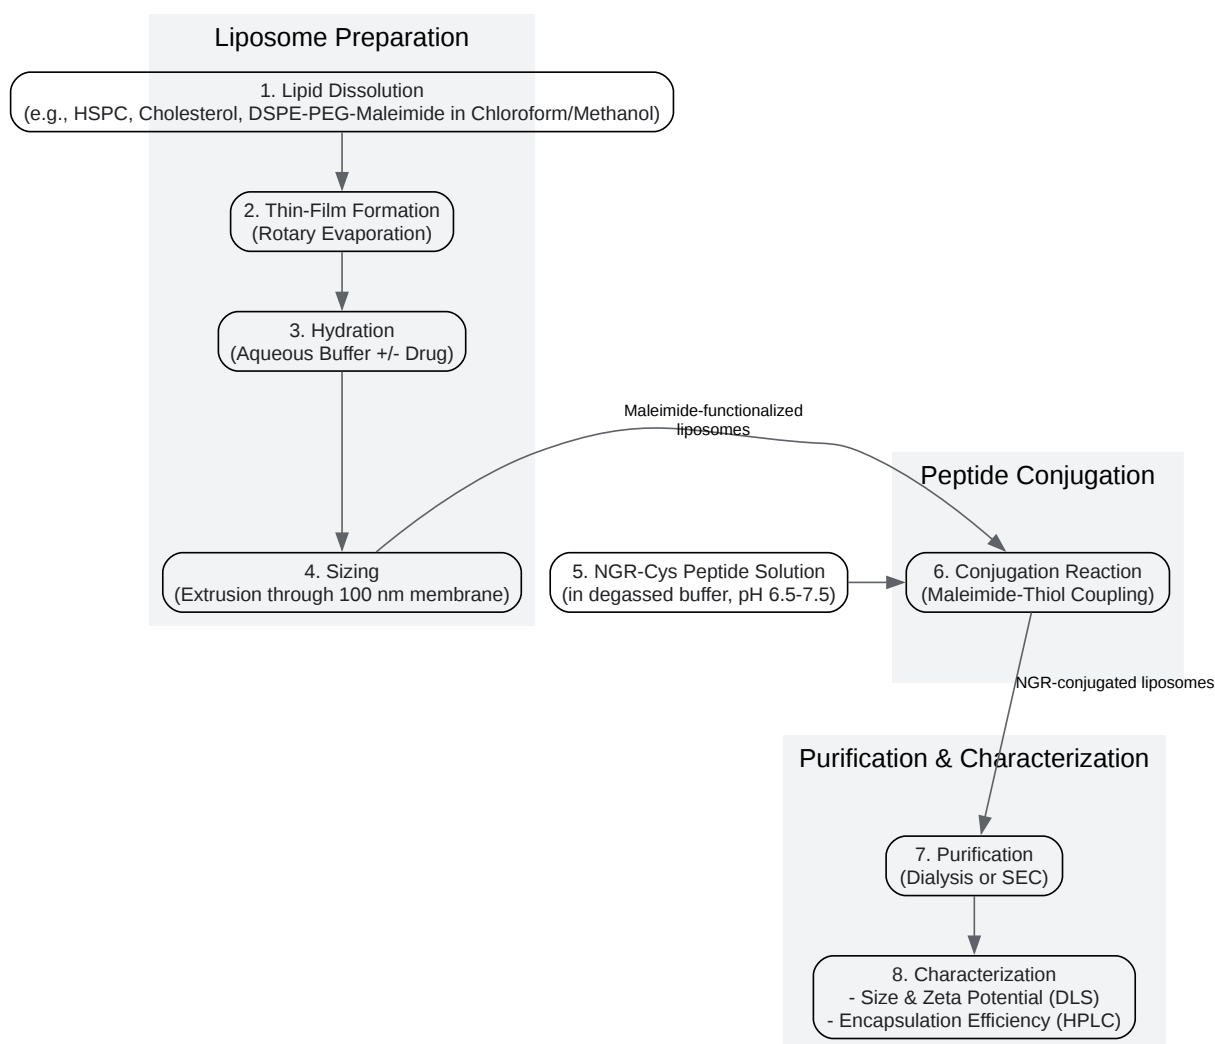 Liposome Preparation
1. Lipid Dissolution
(e.g., HSPC, Cholesterol, DSPE-PEG-Maleimide in Chloroform/Methanol)
2. Thin-Film Formation
(Rotary Evaporation)
3. Hydration
(Aqueous Buffer +/- Drug)
Maleimide-functionalized
liposomes
Peptide Conjugation
4. Sizing
(Extrusion through 100 nm membrane)
5. NGR-Cys Peptide Solution
(in degassed buffer, pH 6.5-7.5)
6. Conjugation Reaction
(Maleimide-Thiol Coupling)
NGR-conjugated liposomes
Purification & Characterization
7. Purification
(Dialysis or SEC)
8. Characterization
- Size & Zeta Potential (DLS)
- Encapsulation Efficiency (HPLC)